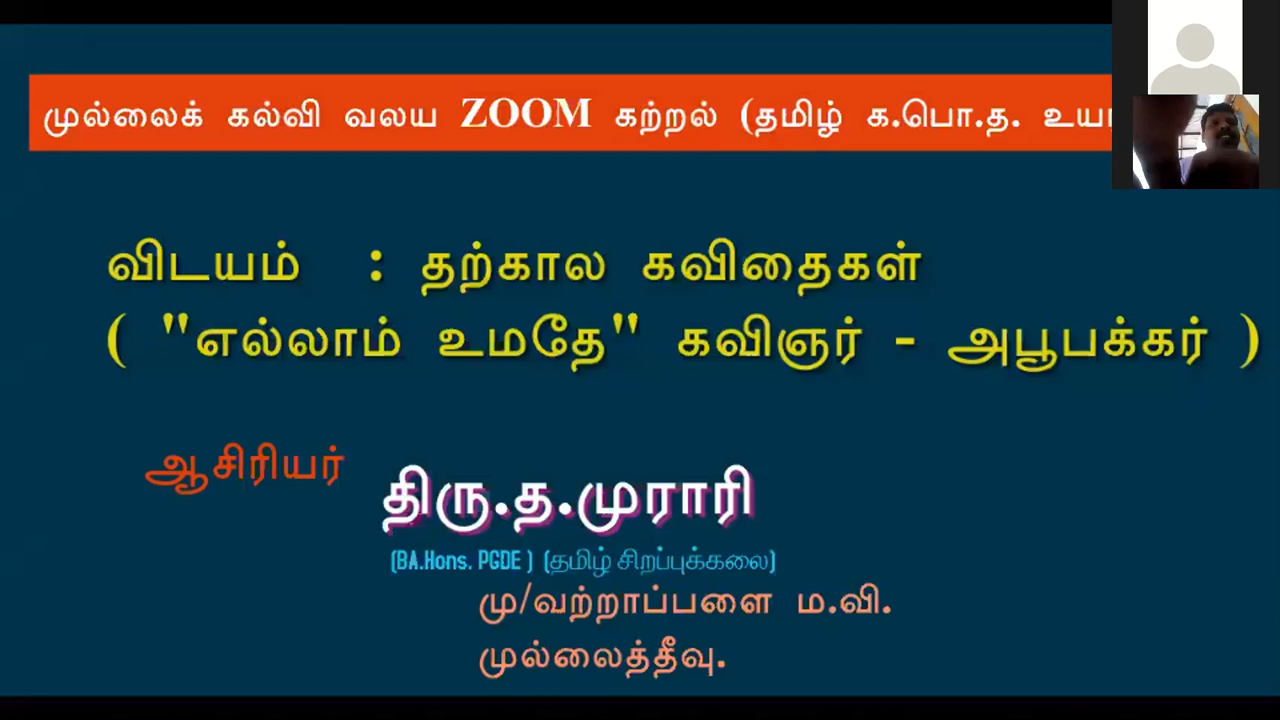 முல்லைக் கல்வி வலய ZOOM கற்றல் (தமிழ் க.பொ.த.
விடயம் : தற்கால கவிதைகள்
( "எல்லாம் உமதே" கவிஞர் - அபூபக்கர் )
ஆசிரியர்
திரு.த.முராரி
(BA.Hons. PGDE ) (தமிழ் சிறப்புக்கலை)
மு/வற்றாப்பளை ம.வி.
முல்லைத்தீவு.